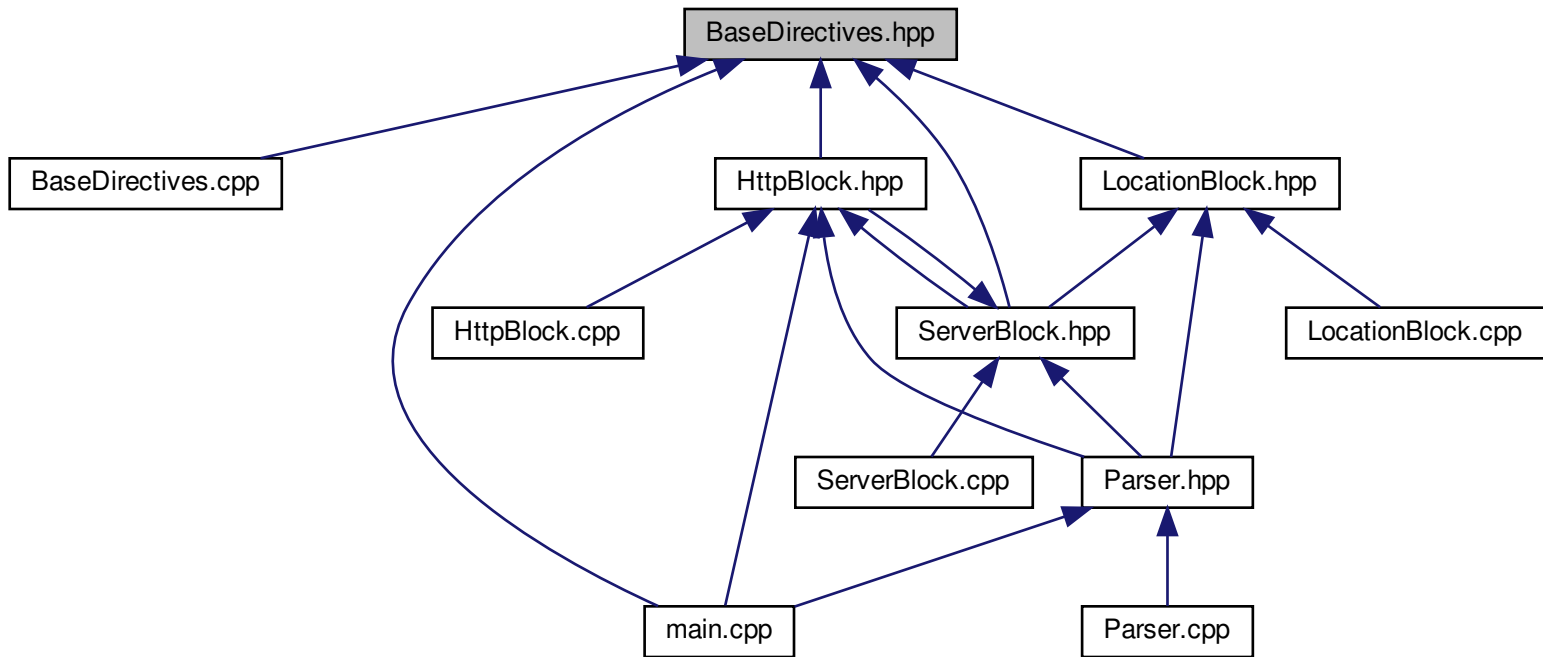 BaseDirectives.hpp
BaseDirectives.cpp
HttpBlock.hpp
LocationBlock.hpp
HttpBlock.cpp
ServerBlock.hpp
LocationBlock.cpp
ServerBlock.cpp
Parser.hpp
main.cpp
Parser.cpp